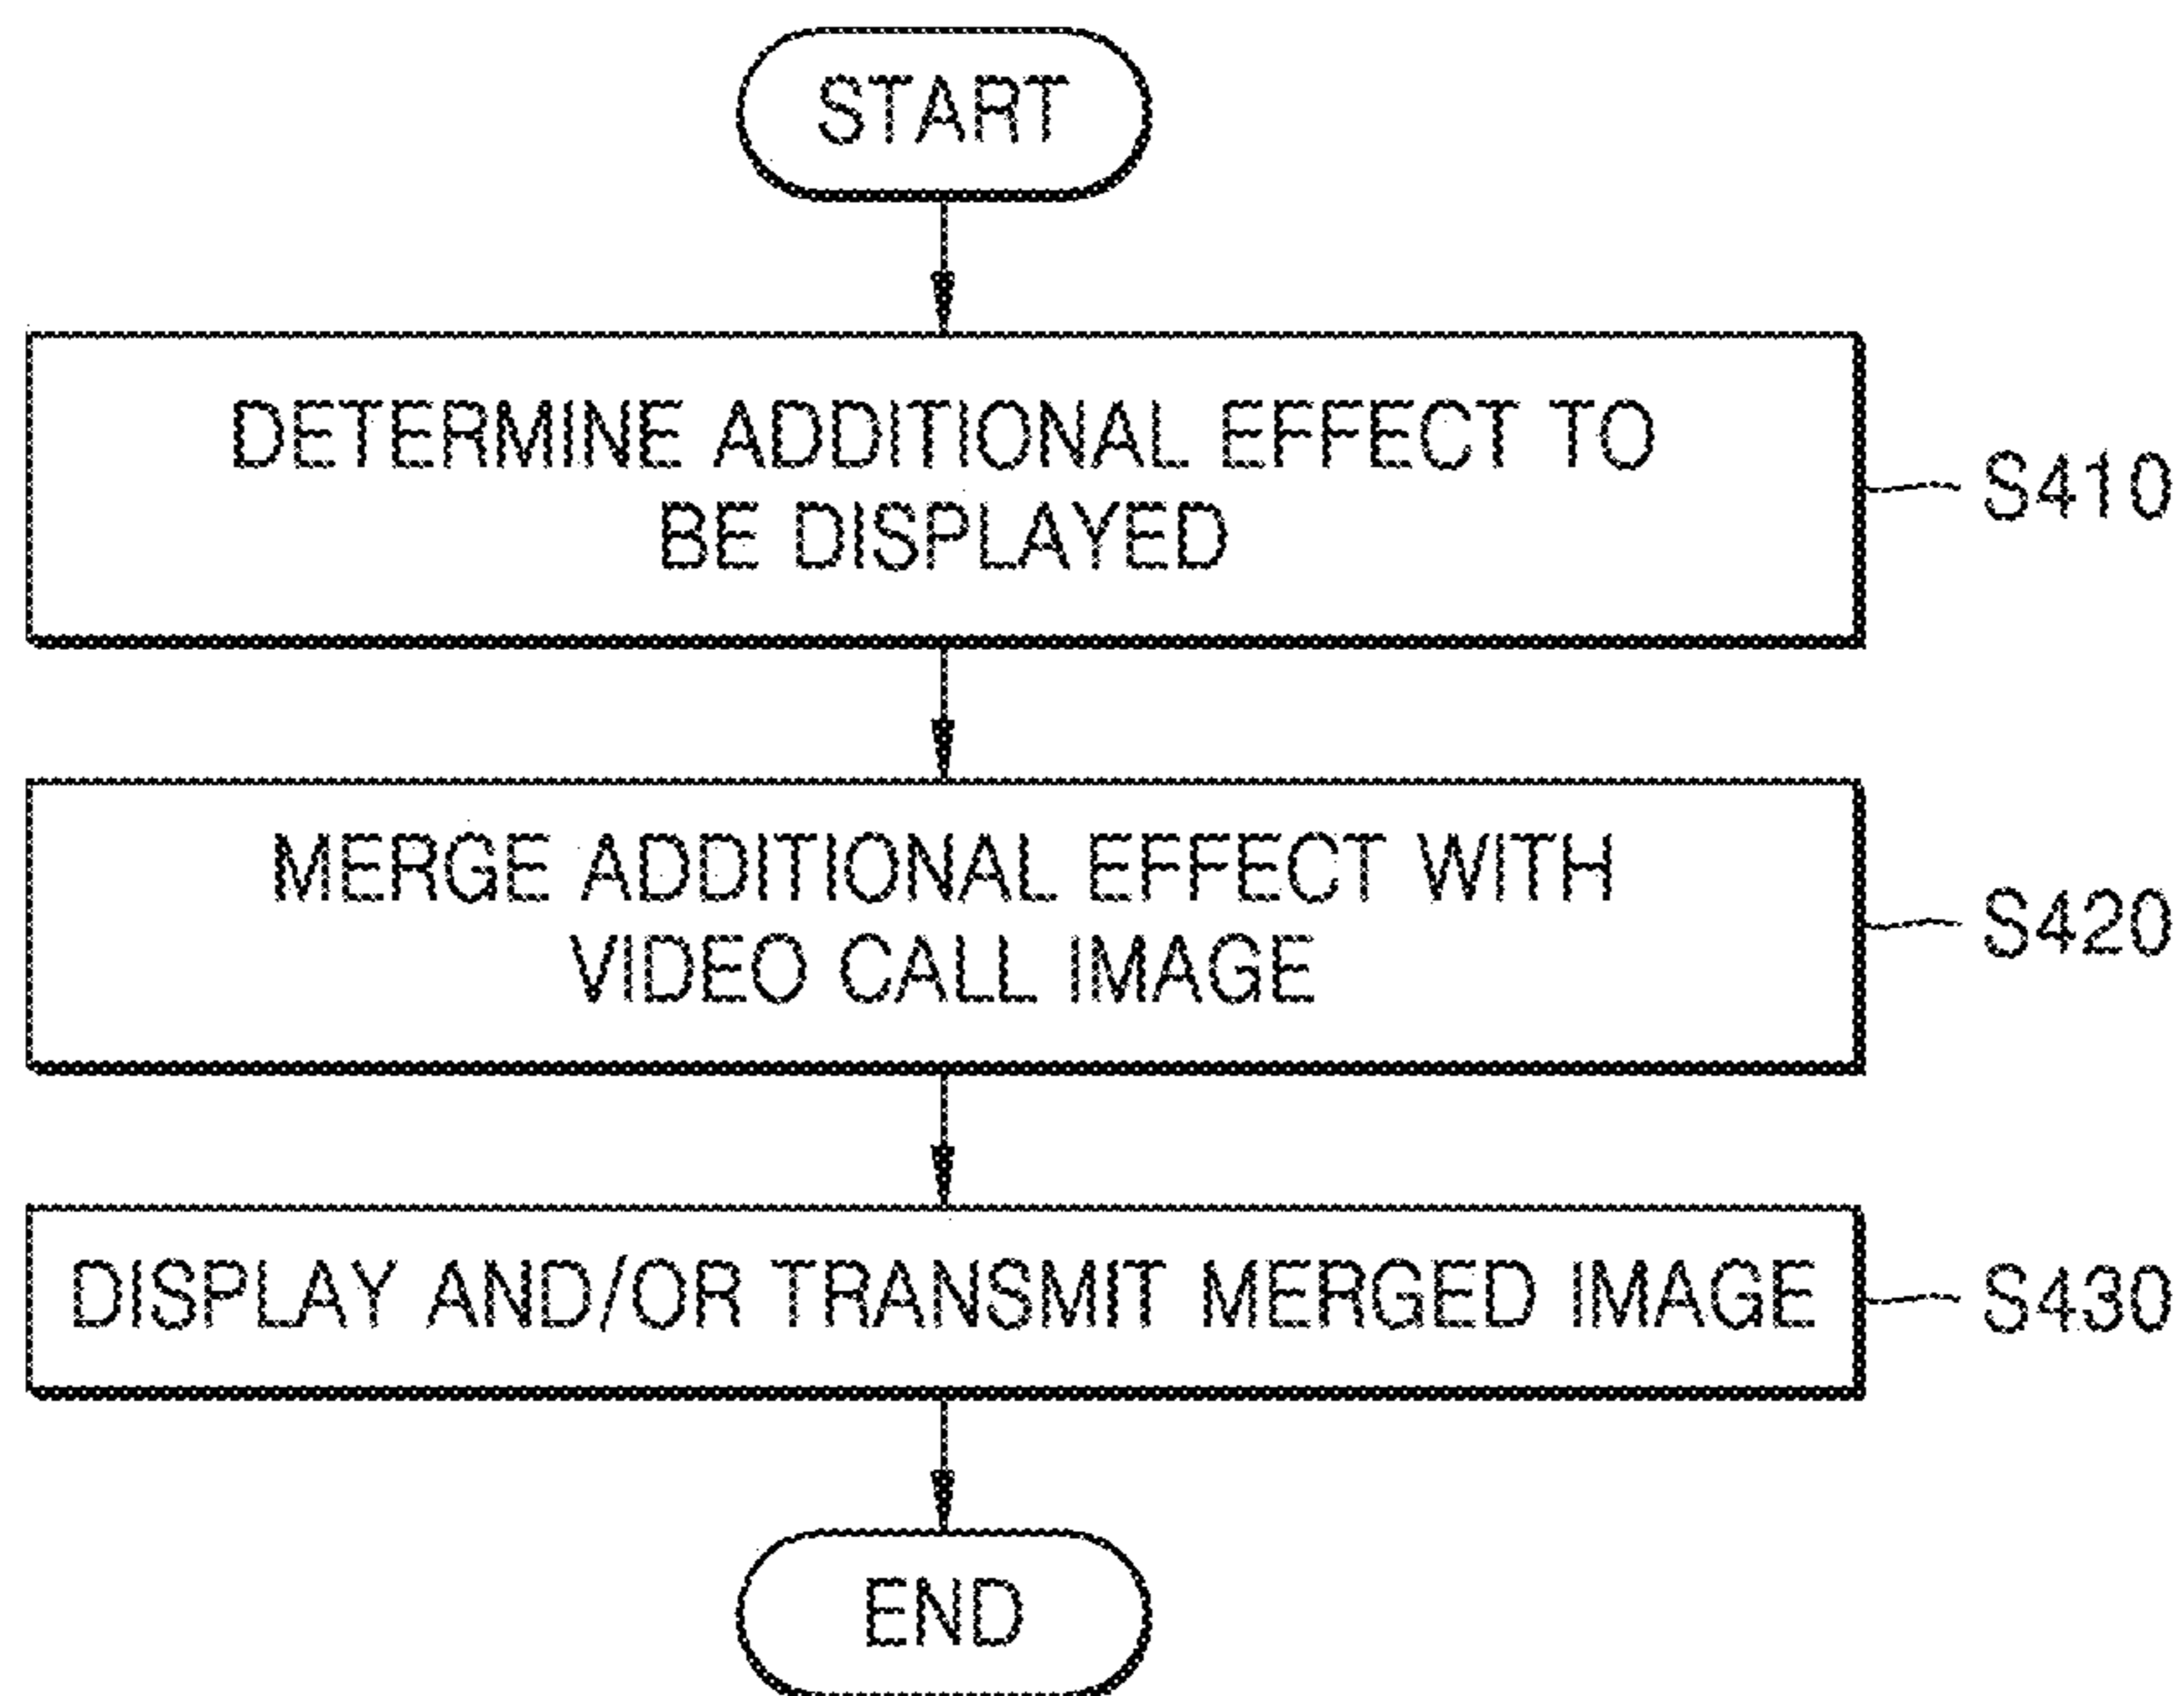 START
DETERMINE ADDITIONAL EFFECT TO
BE DISPLAYED
S410
MERGE ADDITIONAL EFFECT WITH
VIDEO CALL IMAGE
S420
DISPLAY AND/OR TRANSMIT MERGED IMAGE
S430
END